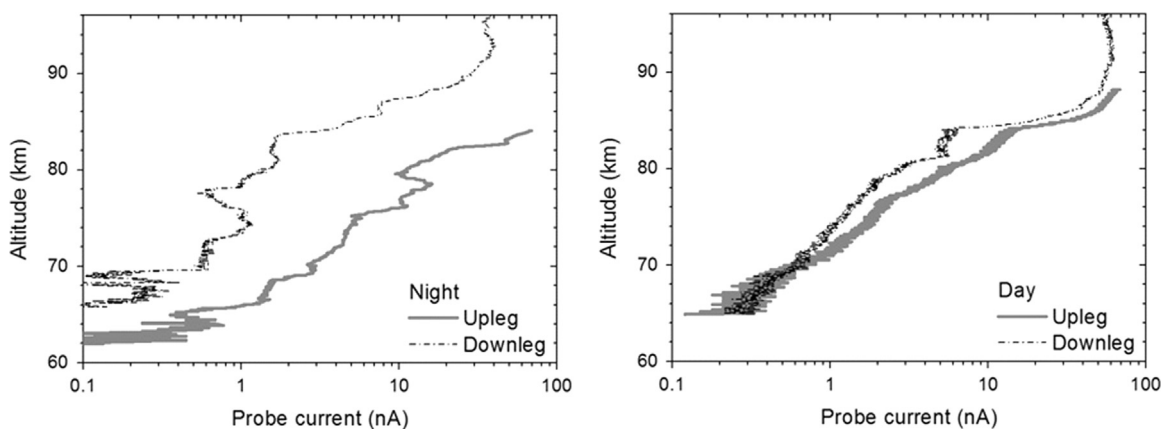 90
80
70
60
Altitude (km)
Night
Upleg
Downleg
0.1 1 10 100
Probe current (nA)
90
80
70
60
Altitude (km)
Day
Upleg
Downleg
0.1 1 10 100
Probe current (nA)